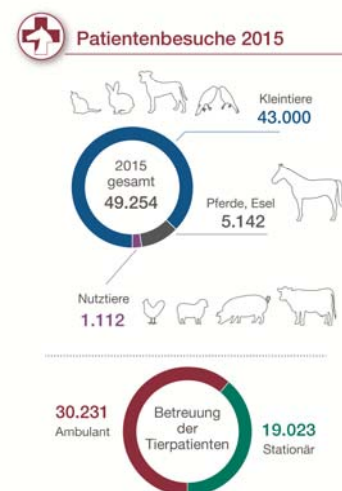 Patientenbesuche 2015
Kleintiere
43.000
2015
gesamt
49.254
Pferde, Esel
5.142
Nutztiere
1.112
30.231
Ambulant
Betreuung
der
Tierpatienten
19.023
Stationär